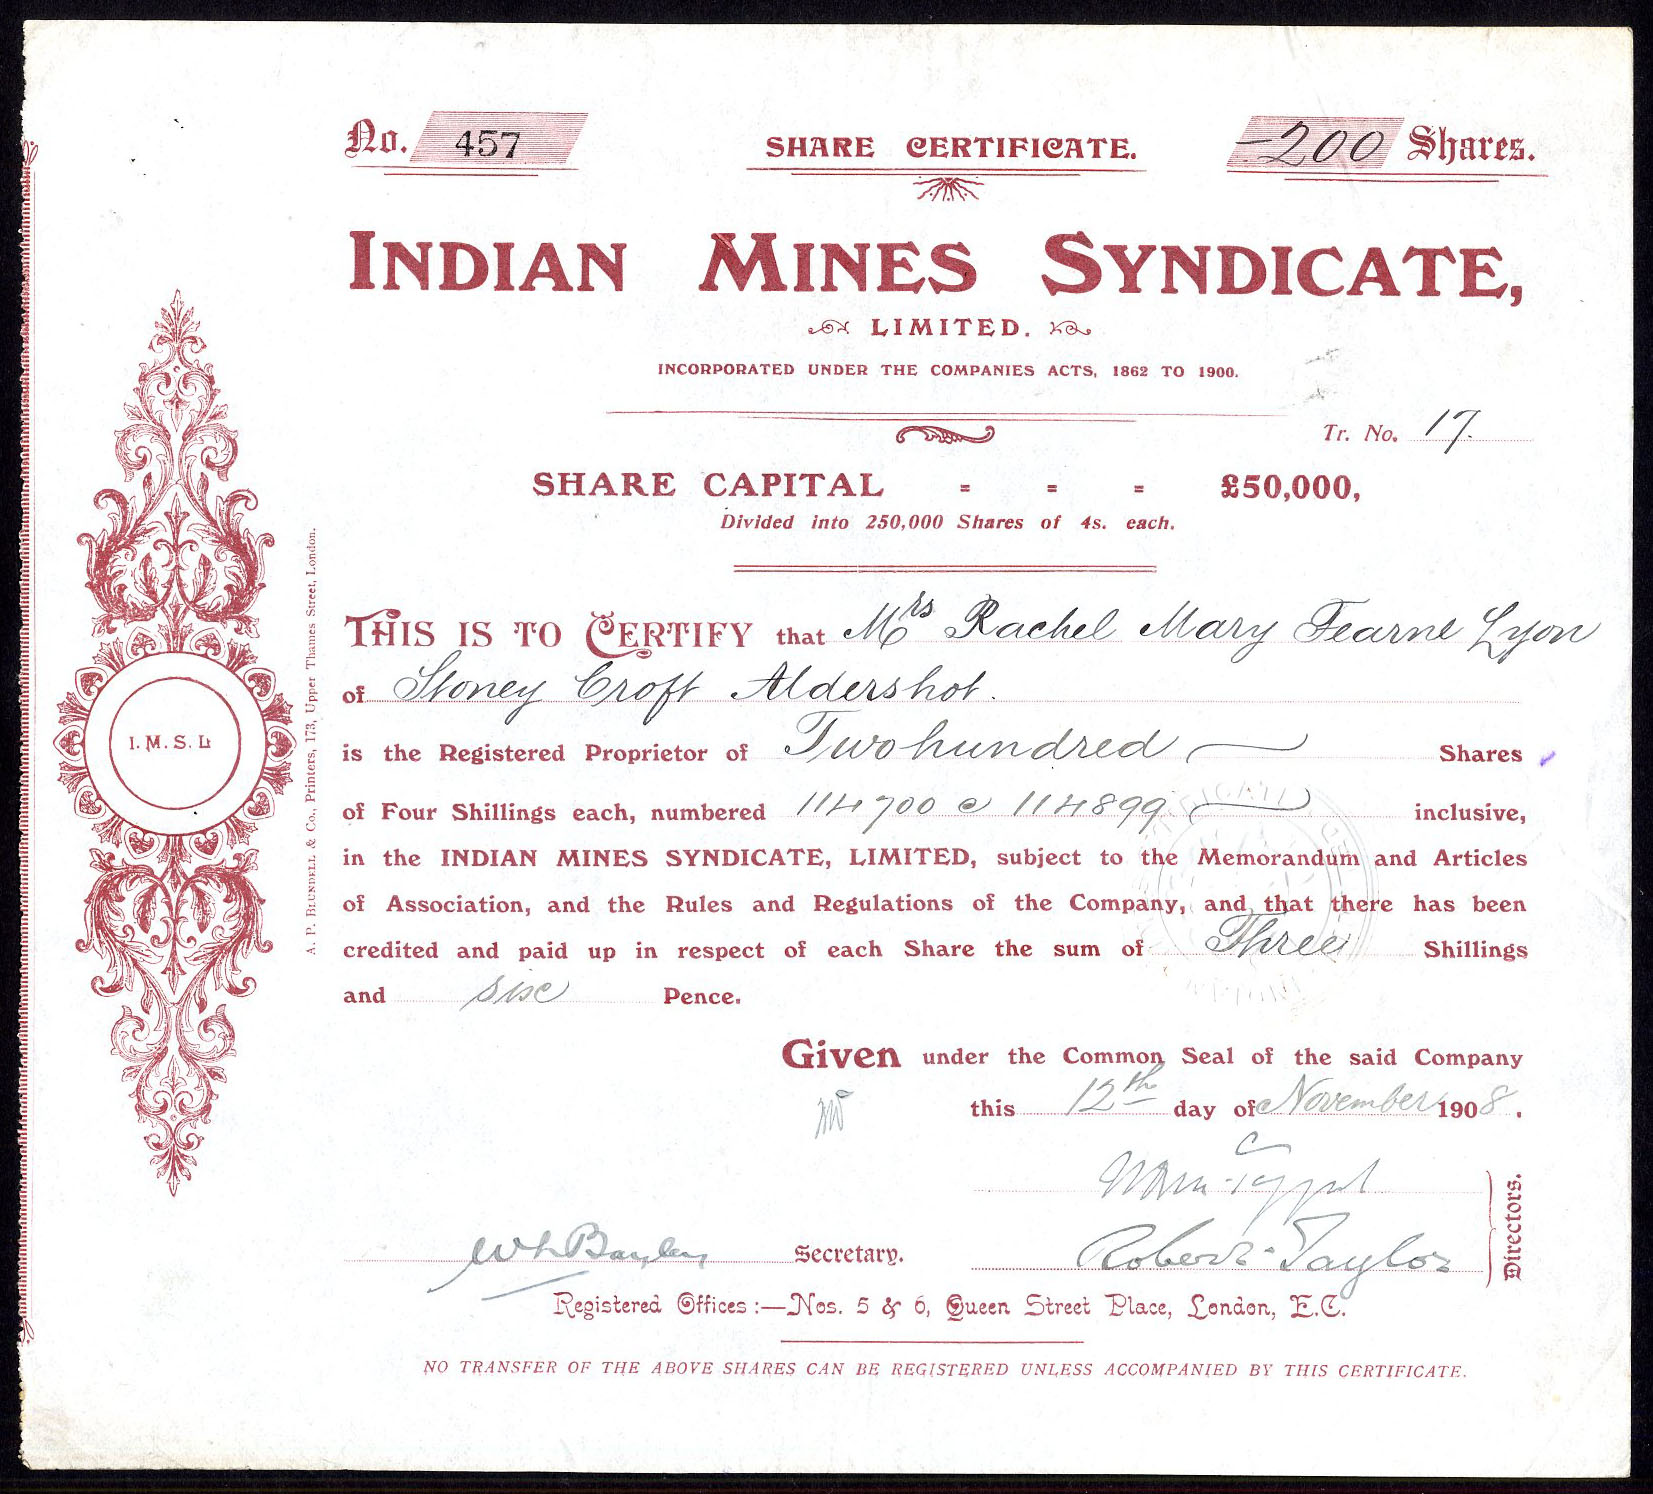 No. 457
SHARE CERTIFICATE.
200 Shares.
INDIAN MINES SYNDICATE,
LIMITED.
INCORPORATED UNDER THE COMPANIES ACTS, 1862 TO 1900.
Tr. No. 17.
SHARE CAPITAL = = = £50,000,
Divided into 250,000 Shares of 4s. each.
THIS IS TO CERTIFY that Mrs Rachel Mary Fearne Lyon
of Stoney Croft Aldershot.
is the Registered Proprietor of Two hundred Shares
of Four Shillings each, numbered 114700 @ 114899 inclusive,
in the INDIAN MINES SYNDICATE, LIMITED, subject to the Memorandum and Articles
of Association, and the Rules and Regulations of the Company, and that there has been
credited and paid up in respect of each Share the sum of Three Shillings
and six Pence.
Given under the Common Seal of the said Company
this 12th day of November 1908.
Robert Taylor
Directors.
Secretary.
Registered Offices :—Nos. 5 & 6, Queen Street Place, London, E.C.
NO TRANSFER OF THE ABOVE SHARES CAN BE REGISTERED UNLESS ACCOMPANIED BY THIS CERTIFICATE.
I. M. S. Ld
A. P. BLUNDELL & Co., Printers, 173, Upper Thames Street, London.